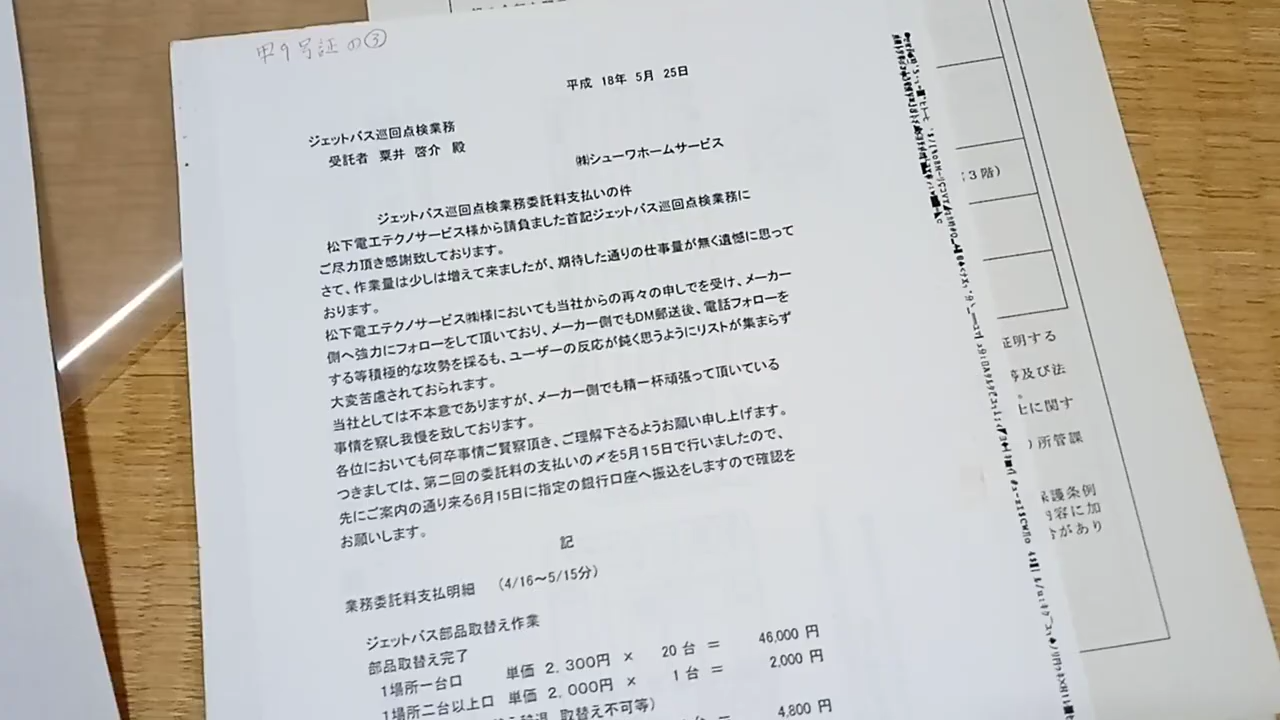 甲9号証の③
平成 18年 5月 25日
ジェットバス巡回点検業務
受託者 粟井 啓介 殿
㈱シューワホームサービス
ジェットバス巡回点検業務委託料支払いの件
松下電工テクノサービス様から請負ました首記ジェットバス巡回点検業務に
ご尽力頂き感謝致しております。
さて、作業量は少しは増えて来ましたが、期待した通りの仕事量が無く遺憾に思って
おります。
松下電工テクノサービス㈱様においても当社からの再々の申しでを受け、メーカー
側へ強力にフォローをして頂いており、メーカー側でもDM郵送後、電話フォローを
する等積極的な攻勢を採るも、ユーザーの反応が鈍く思うようにリストが集まらず
大変苦慮されておられます。
当社としては不本意でありますが、メーカー側でも精一杯頑張って頂いている
事情を察し我慢を致しております。
各位においても何卒事情ご賢察頂き、ご理解下さるようお願い申し上げます。
つきましては、第二回の委託料の支払いの〆を5月15日で行いましたので、
先にご案内の通り来る6月15日に指定の銀行口座へ振込をしますので確認を
お願いします。
記
業務委託料支払明細 (4/16～5/15分)
ジェットバス部品取替え作業
部品取替え完了
1場所一台口 単価 2,300円 × 20台 = 46,000円
1場所二台以上口 単価 2,000円 × 1台 = 2,000円
取替え不可等)
台 = 4,800円
3階)
証明する
等及び法
。
上に関す
所管課
保護条例
内容に加
合があり